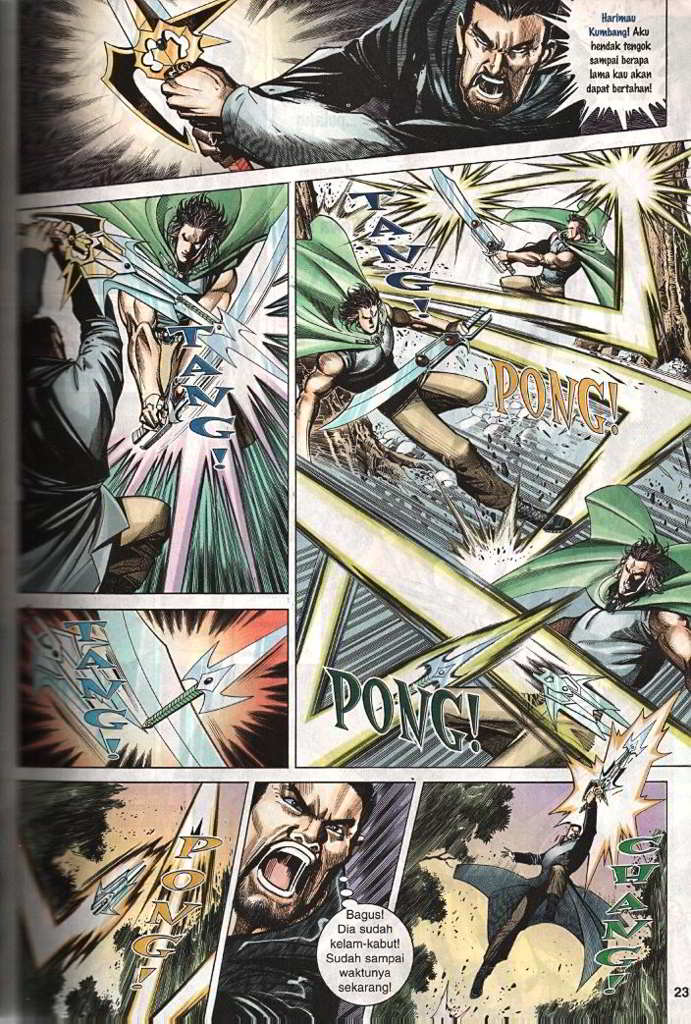 Harimau
Kumbang! Aku
hendak tengok
sampai berapa
lama kau akan
dapat bertahan!
TANG!
TANG!
PONG!
PONG!
TANG!
PONG!
Bagus!
Dia sudah
kelam-kabut!
Sudah sampai
waktunya
sekarang!
CHANG!
23